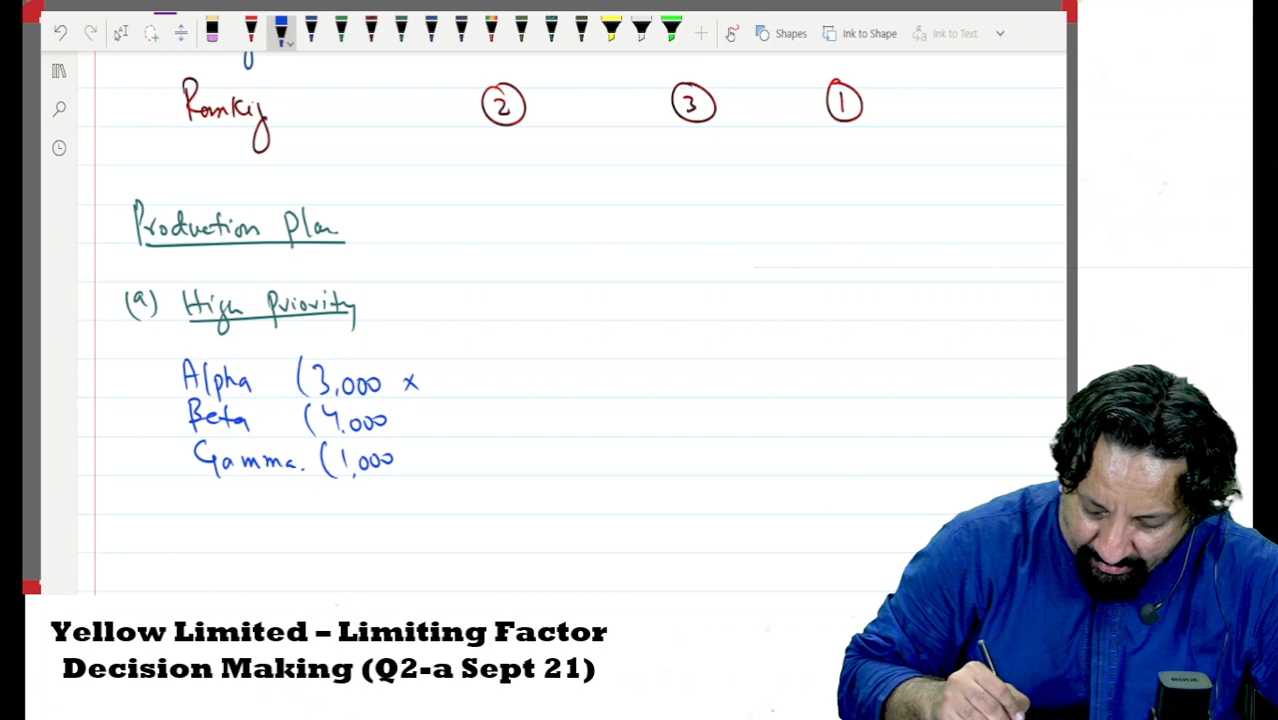 Ink to Shape
Shapes
Ink to Text
Ranking 2 3 1
Production Plan
(a) High Priority
Alpha (3,000 ×
Beta (4,000
Gamma. (1,000
Yellow Limited – Limiting Factor
Decision Making (Q2-a Sept 21)
RODE